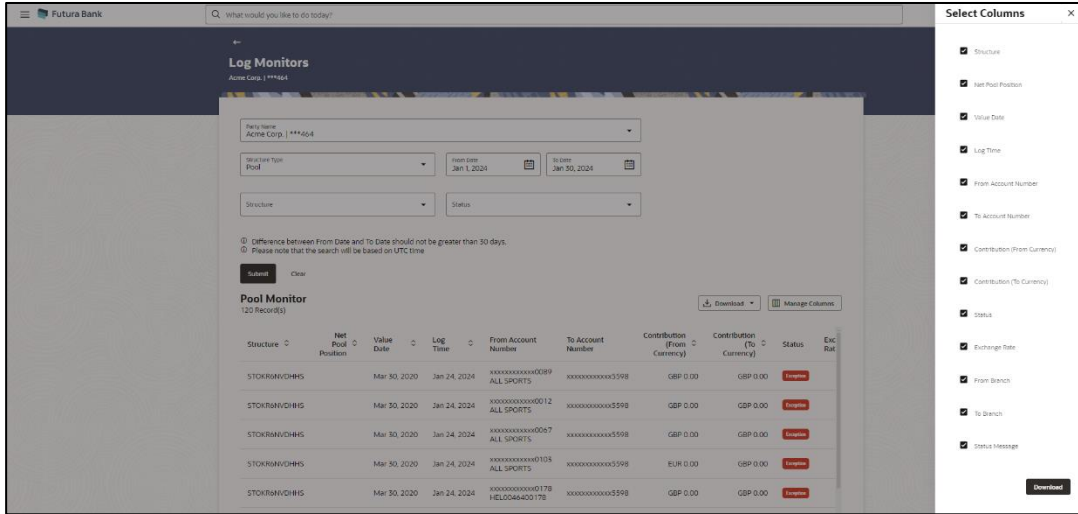 Futura Bank
What would you like to do today?
Log Monitors
Acme Corp. | ***464
Party Name
Acme Corp. | ***464
Structure Type
Pool
From Date
Jan 1, 2024
To Date
Jan 30, 2024
Structure
Status
Difference between From Date and To Date should not be greater than 30 days.
Please note that the search will be based on UTC time
Submit Clear
Pool Monitor
120 Record(s)
Download Manage Columns
Structure Net Pool Position Value Date Log Time From Account Number To Account Number Contribution (From Currency) Contribution (To Currency) Status Exc Rat
STOKR6NVDHHS Mar 30, 2020 Jan 24, 2024 xxxxxxxxxxxx0089 ALL SPORTS xxxxxxxxxxxx5598 GBP 0.00 GBP 0.00 Exception
STOKR6NVDHHS Mar 30, 2020 Jan 24, 2024 xxxxxxxxxxxx0012 ALL SPORTS xxxxxxxxxxxx5598 GBP 0.00 GBP 0.00 Exception
STOKR6NVDHHS Mar 30, 2020 Jan 24, 2024 xxxxxxxxxxxx0067 ALL SPORTS xxxxxxxxxxxx5598 GBP 0.00 GBP 0.00 Exception
STOKR6NVDHHS Mar 30, 2020 Jan 24, 2024 xxxxxxxxxxxx0103 ALL SPORTS xxxxxxxxxxxx5598 EUR 0.00 GBP 0.00 Exception
STOKR6NVDHHS Mar 30, 2020 Jan 24, 2024 xxxxxxxxxxxx0178 HEL0046400178 xxxxxxxxxxxx5598 GBP 0.00 GBP 0.00 Exception
Select Columns
Structure
Net Pool Position
Value Date
Log Time
From Account Number
To Account Number
Contribution (From Currency)
Contribution (To Currency)
Status
Exchange Rate
From Branch
To Branch
Status Message
Download